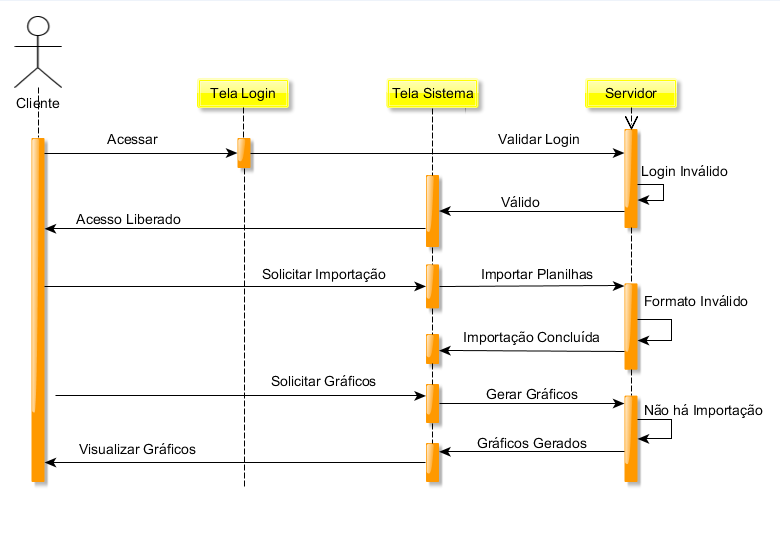 Cliente
Tela Login
Tela Sistema
Servidor
Acessar
Validar Login
Login Inválido
Válido
Acesso Liberado
Solicitar Importação
Importar Planilhas
Formato Inválido
Importação Concluída
Solicitar Gráficos
Gerar Gráficos
Não há Importação
Gráficos Gerados
Visualizar Gráficos